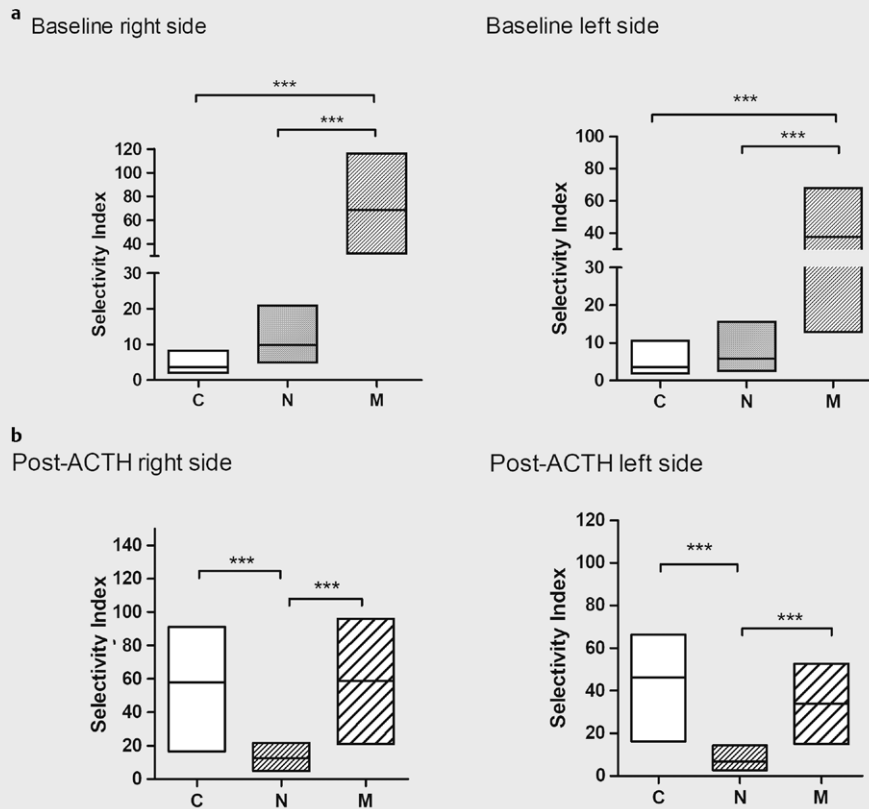 a
Baseline right side
Baseline left side
***
***
Selectivity Index
120
100
80
60
40
30
20
10
0
C N M
***
***
Selectivity Index
100
80
60
40
30
20
10
0
C N M
b
Post-ACTH right side
Post-ACTH left side
***
***
Selectivity Index
140
120
100
80
60
40
20
0
C N M
***
***
Selectivity Index
120
100
80
60
40
20
0
C N M